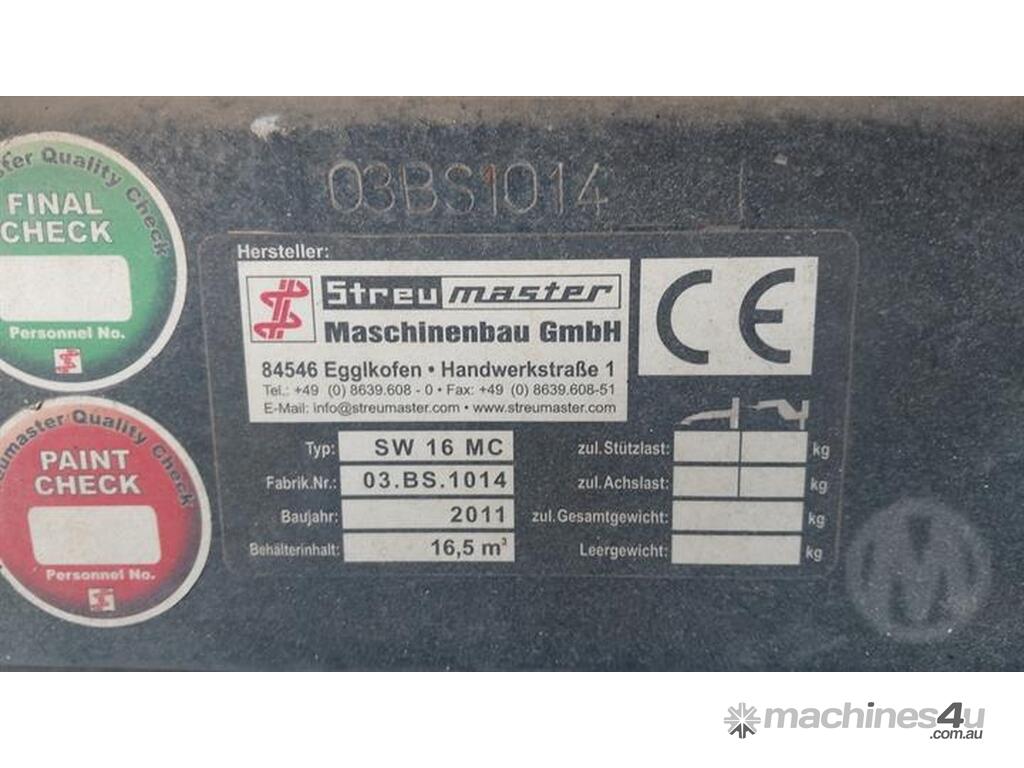 03BS1014
ster Quality Check
FINAL
CHECK
Personnel No.
Hersteller:
Streumaster
Maschinenbau GmbH
84546 Egglkofen • Handwerkstraße 1
Tel.: +49 (0) 8639.608 - 0 • Fax: +49 (0) 8639.608-51
E-Mail: info@streumaster.com • www.streumaster.com
CE
Typ: SW 16 MC
Fabrik.Nr.: 03.BS.1014
Baujahr: 2011
Behälterinhalt: 16,5 m³
zul.Stützlast: kg
zul.Achslast: kg
zul.Gesamtgewicht: kg
Leergewicht: kg
eumaster Quality Check
PAINT
CHECK
Personnel No.
M
machines4u
.com.au